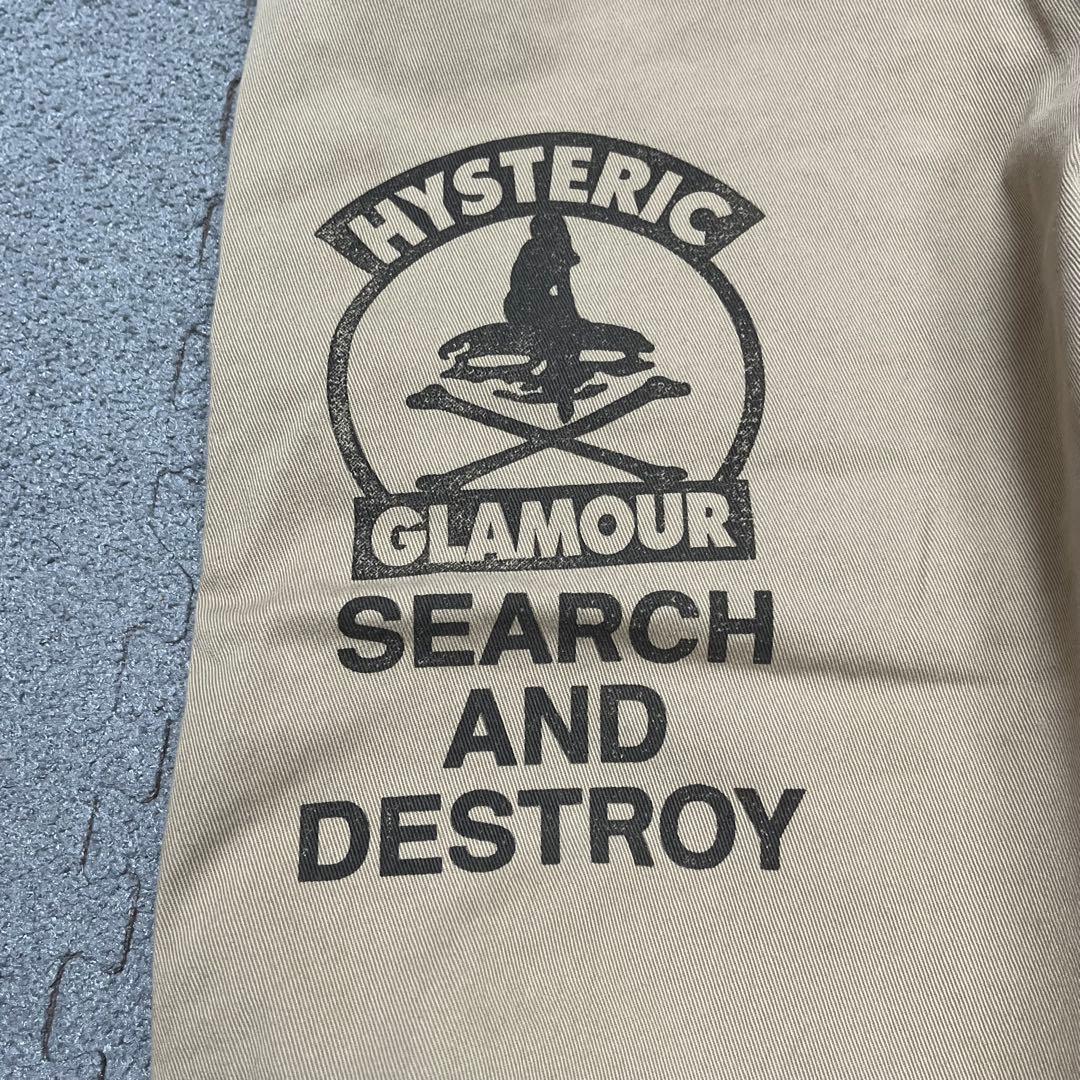 HYSTERIC
GLAMOUR
SEARCH
AND
DESTROY